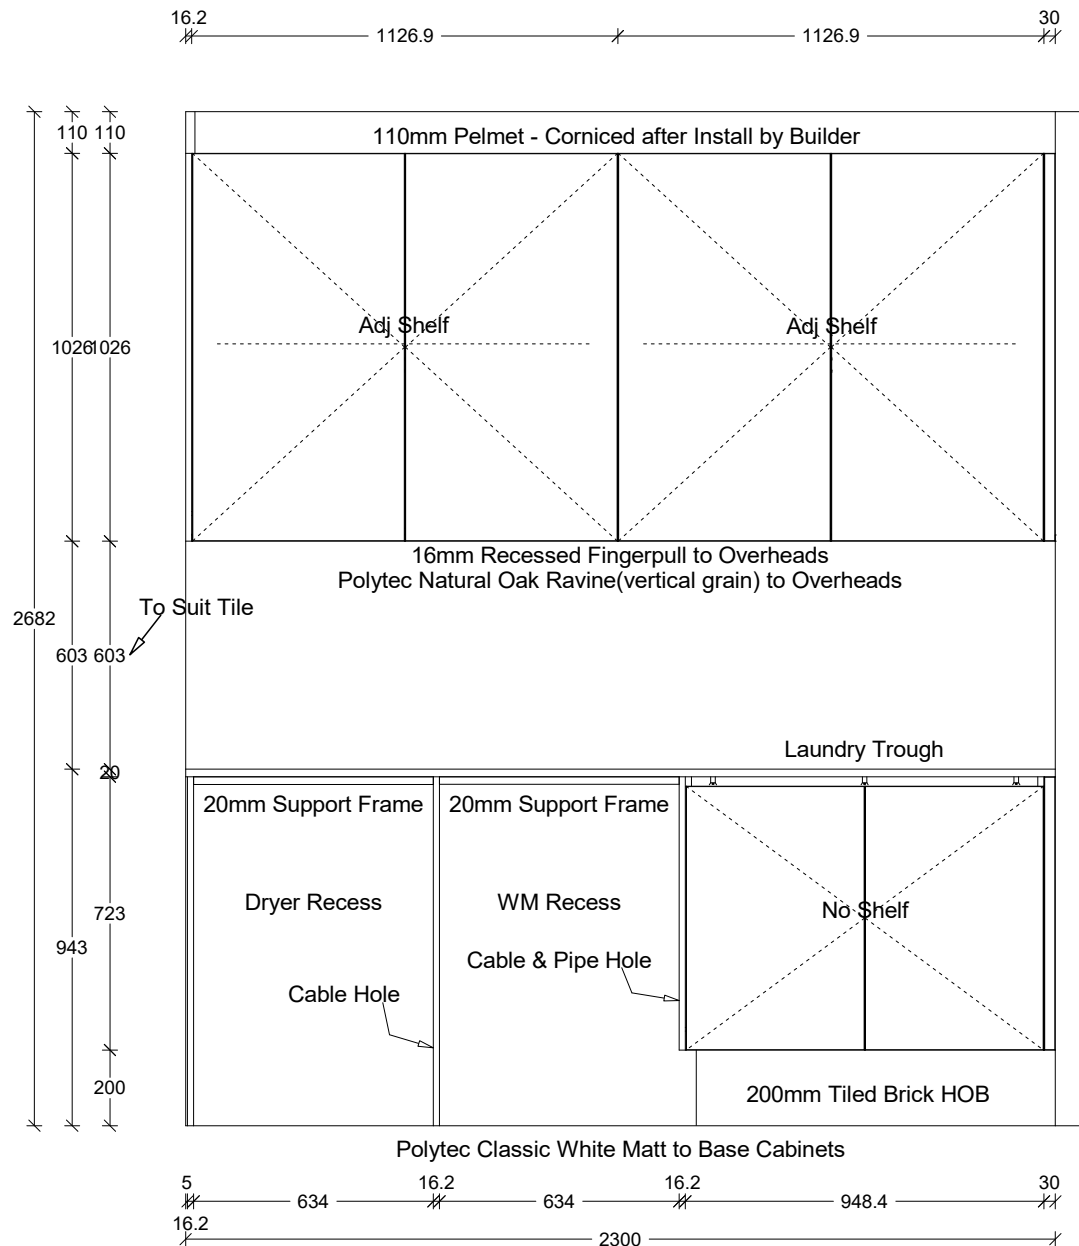 16.2 1126.9 1126.9 30
110 110
110mm Pelmet - Corniced after Install by Builder
Adj Shelf Adj Shelf
1026 1026
16mm Recessed Fingerpull to Overheads
Polytec Natural Oak Ravine(vertical grain) to Overheads
To Suit Tile
2682
603 603
Laundry Trough
20
20mm Support Frame 20mm Support Frame
Dryer Recess WM Recess No Shelf
723
943
Cable & Pipe Hole
Cable Hole
200
200mm Tiled Brick HOB
Polytec Classic White Matt to Base Cabinets
5 634 16.2 634 16.2 948.4 30
16.2
2300